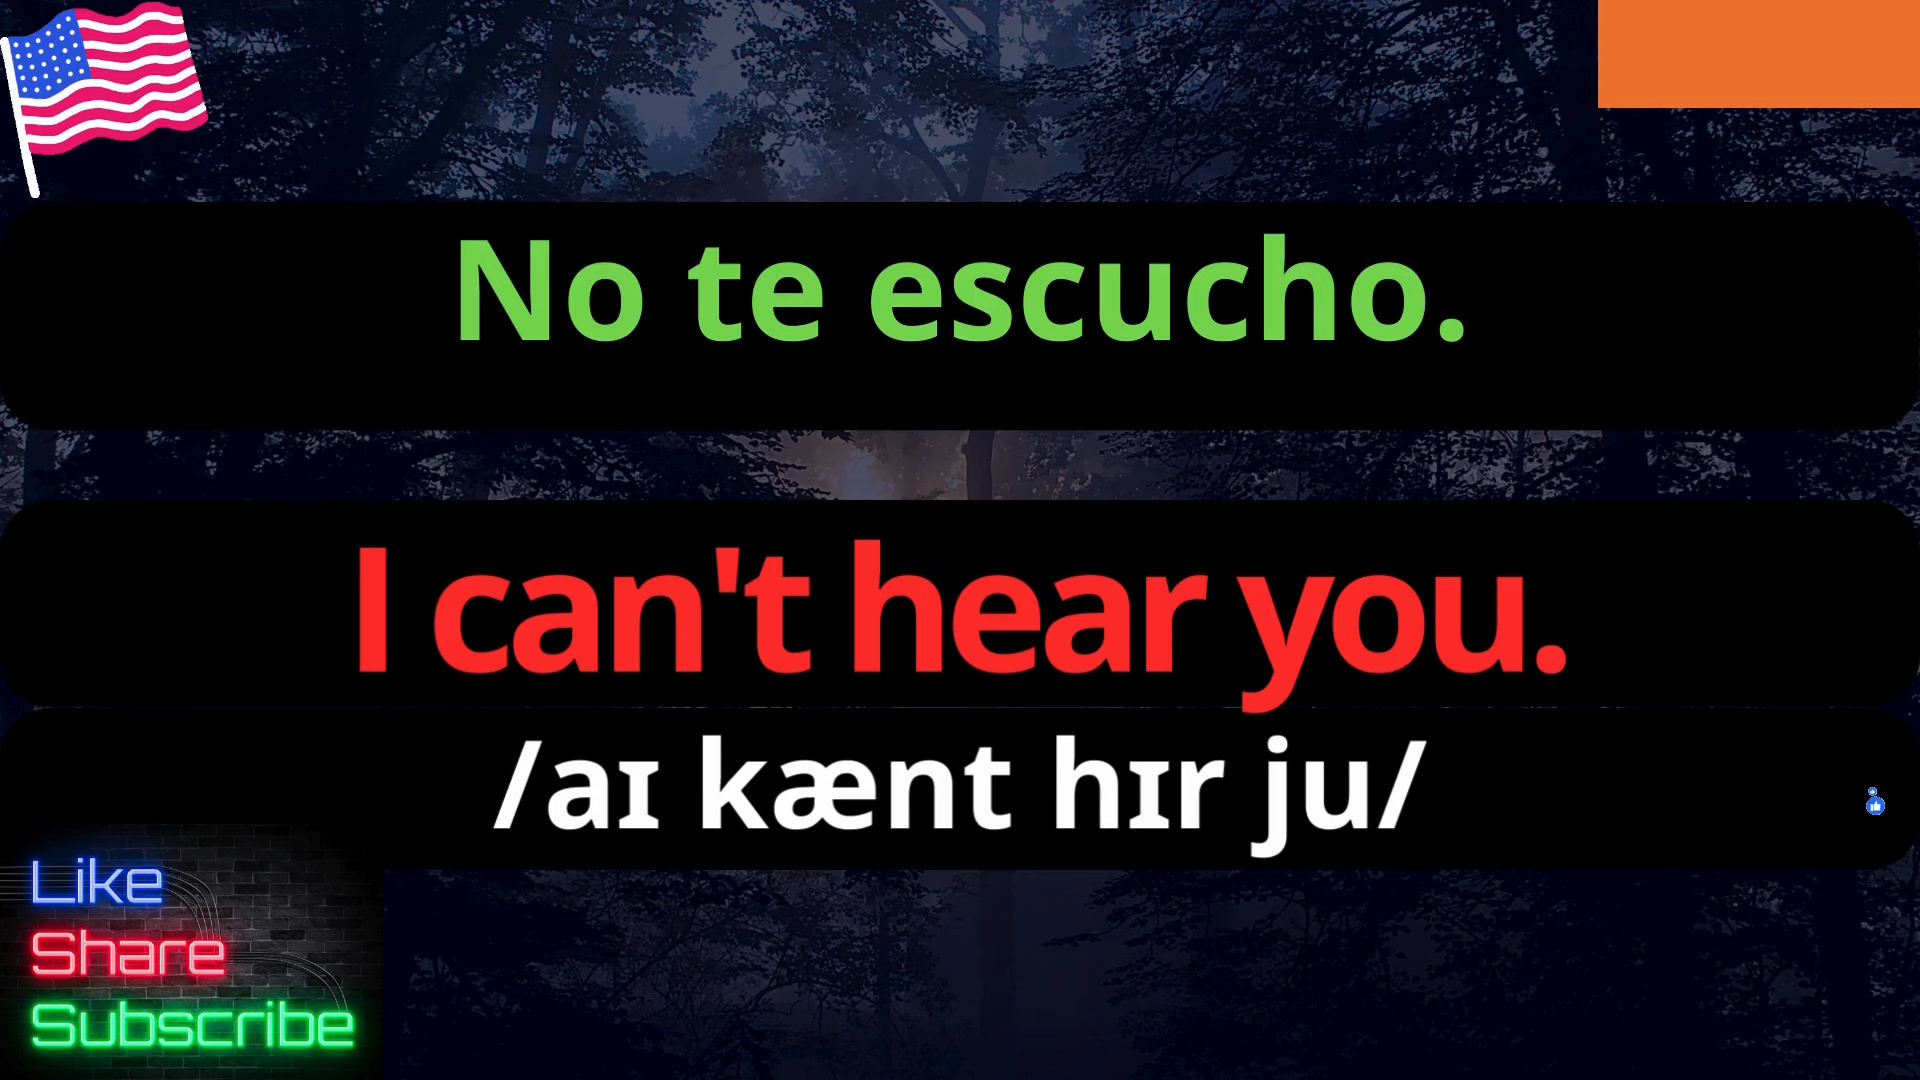 No te escucho.
I can't hear you.
/aɪ kænt hɪr ju/
Like
Share
Subscribe